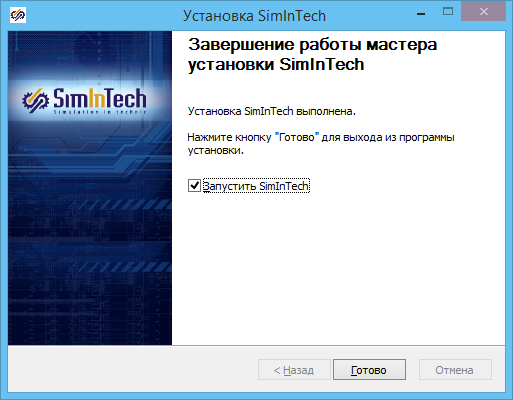 Установка SimInTech
Завершение работы мастера
установки SimInTech
SimInTech
Simulation in technic
Установка SimInTech выполнена.
Нажмите кнопку "Готово" для выхода из программы
установки.
Запустить SimInTech
< Назад
Готово
Отмена